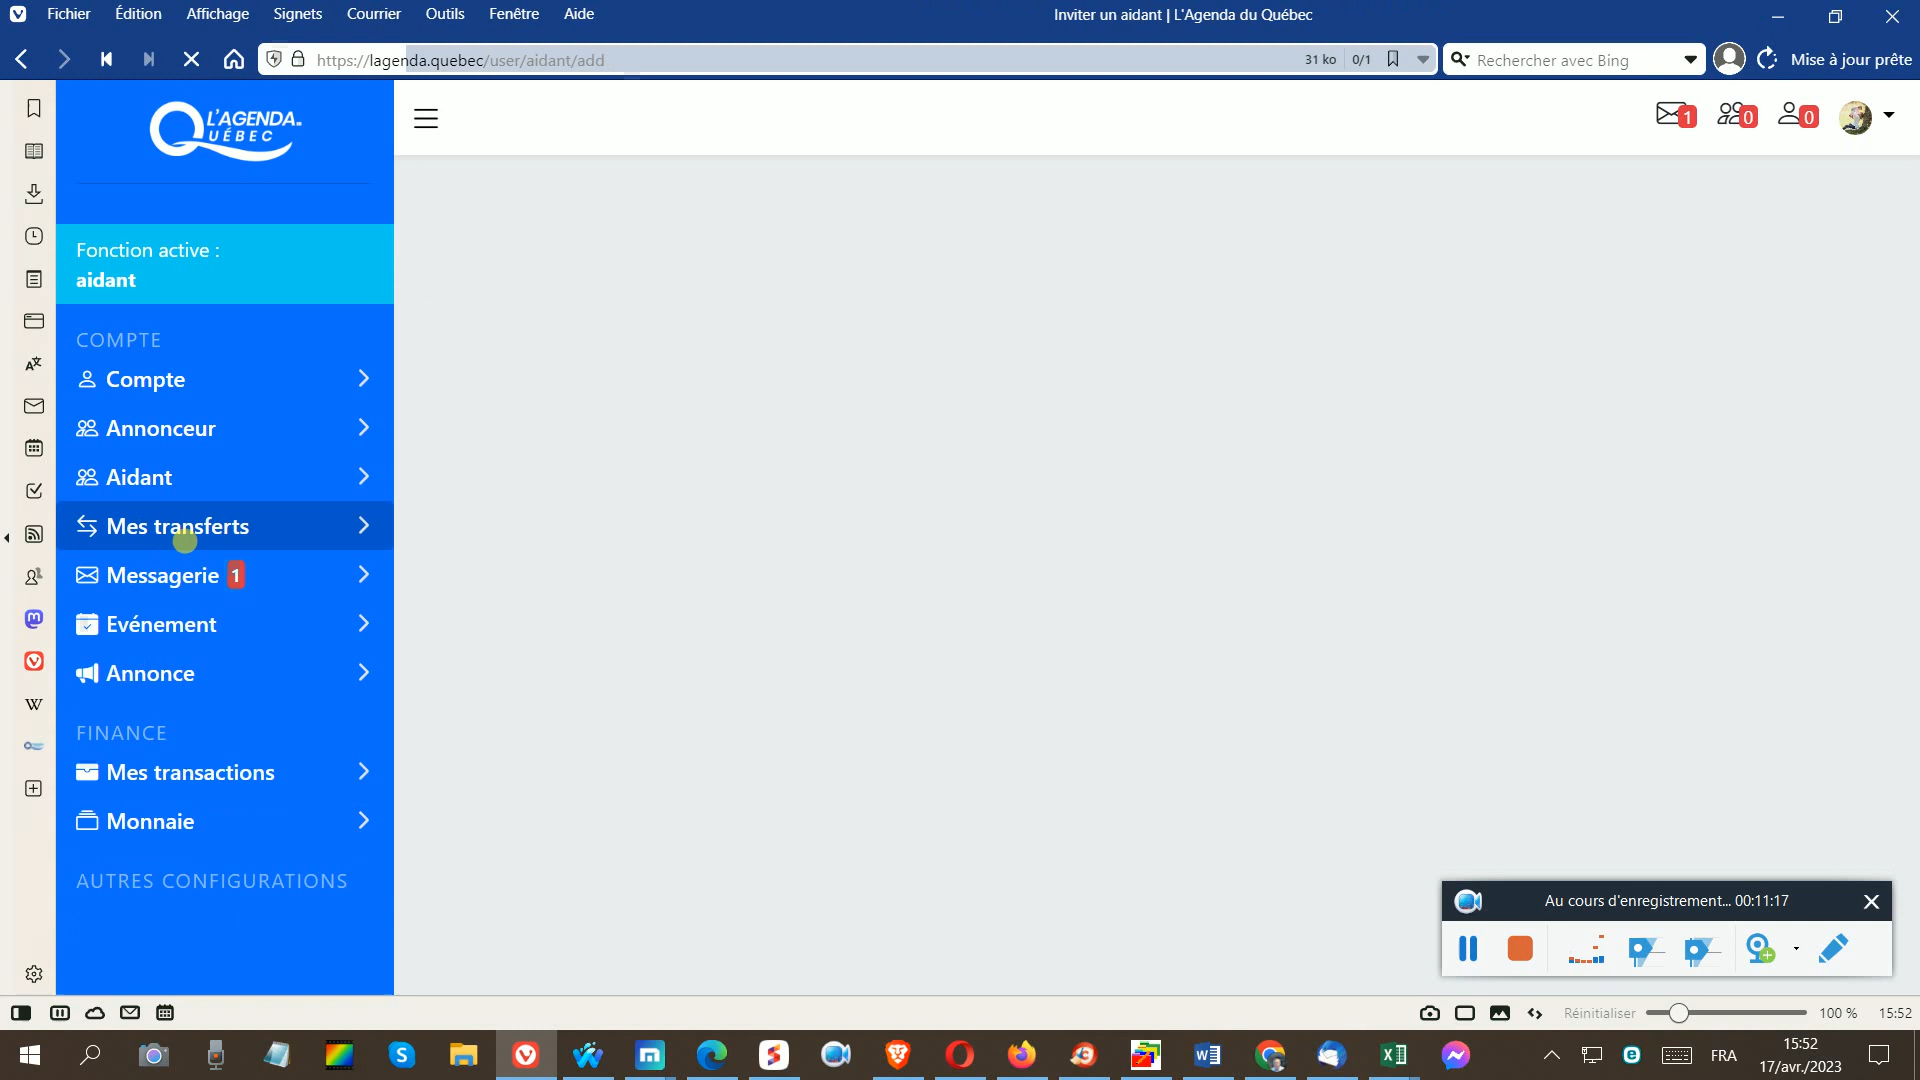 Fichier Édition Affichage Signets Courrier Outils Fenêtre Aide
Inviter un aidant | L'Agenda du Québec
https://lagenda.quebec/user/aidant/add
31 ko 0/1
Rechercher avec Bing
Mise à jour prête
L'AGENDA
QUÉBEC
1 0 0
Fonction active :
aidant
COMPTE
Compte
Annonceur
Aidant
Mes transferts
Messagerie 1
Evénement
Annonce
FINANCE
Mes transactions
Monnaie
AUTRES CONFIGURATIONS
Au cours d'enregistrement... 00:11:17
Réinitialiser 100 % 15:52
FRA
15:52
17/avr./2023